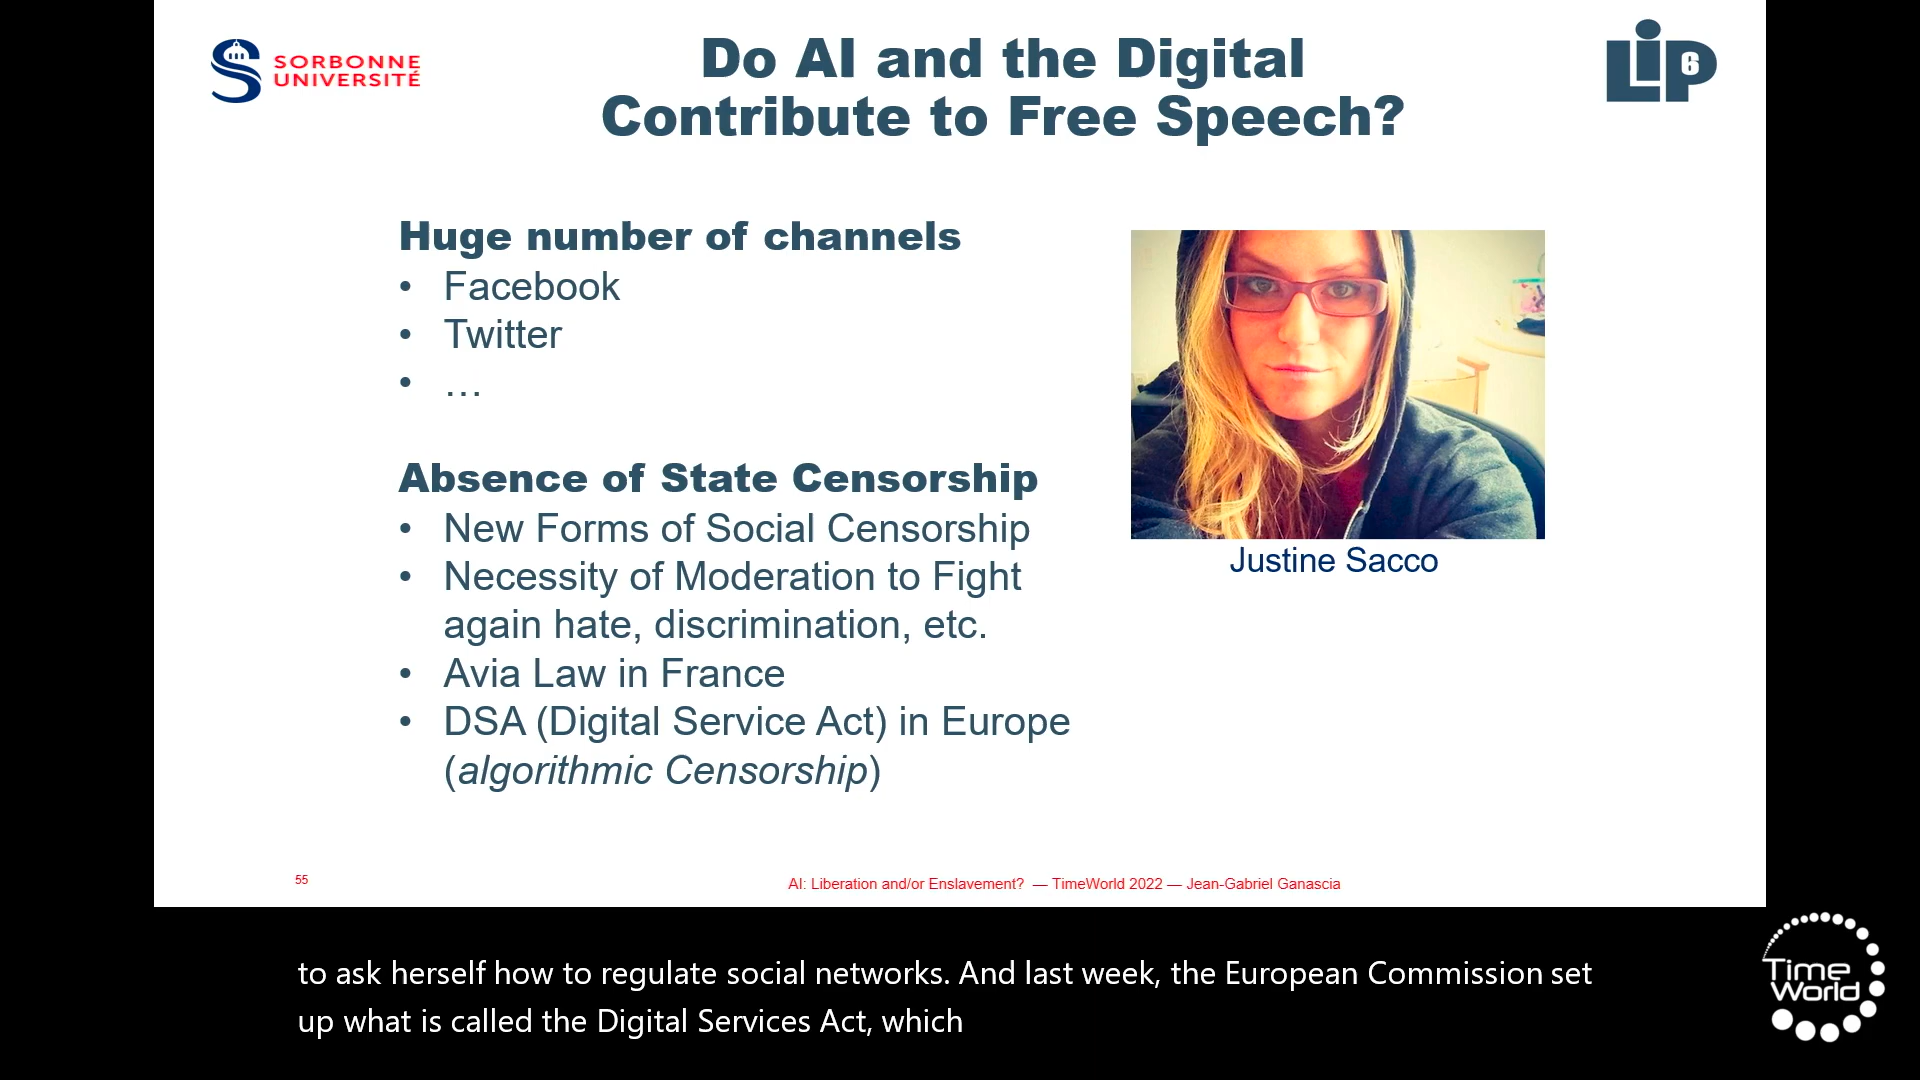 SORBONNE
UNIVERSITÉ
Do AI and the Digital
Contribute to Free Speech?
LIP6
Huge number of channels
• Facebook
• Twitter
• …
Absence of State Censorship
• New Forms of Social Censorship
• Necessity of Moderation to Fight
again hate, discrimination, etc.
• Avia Law in France
• DSA (Digital Service Act) in Europe
(algorithmic Censorship)
Justine Sacco
55
AI: Liberation and/or Enslavement? — TimeWorld 2022 — Jean-Gabriel Ganascia
to ask herself how to regulate social networks. And last week, the European Commission set
up what is called the Digital Services Act, which
Time
World